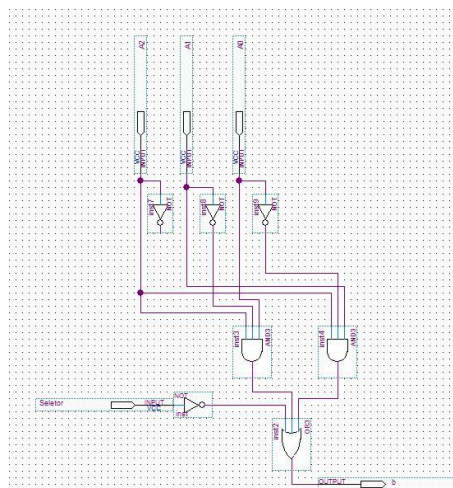 A2
A1
A0
VCC
INPUT
VCC
INPUT
VCC
INPUT
inst7
NOT
inst8
NOT
inst9
NOT
inst3
AND3
inst4
AND3
Seletor
INPUT
VCC
NOT
inst
inst2
OR3
OUTPUT
b